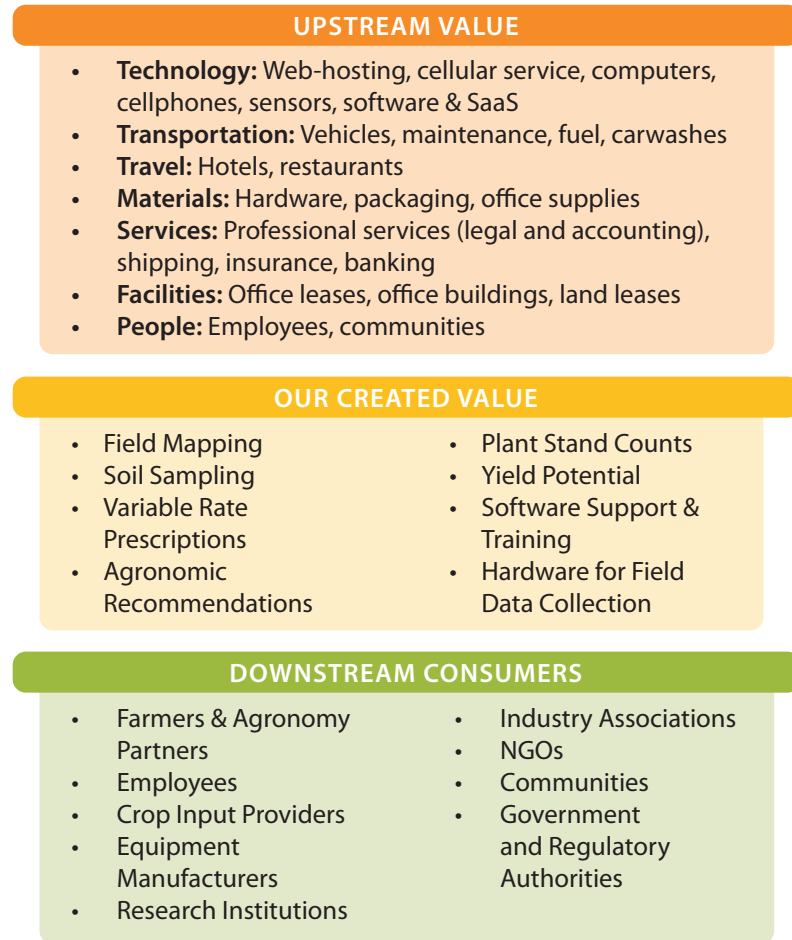 UPSTREAM VALUE
• Technology: Web-hosting, cellular service, computers,
cellphones, sensors, software & SaaS
• Transportation: Vehicles, maintenance, fuel, carwashes
• Travel: Hotels, restaurants
• Materials: Hardware, packaging, office supplies
• Services: Professional services (legal and accounting),
shipping, insurance, banking
• Facilities: Office leases, office buildings, land leases
• People: Employees, communities
OUR CREATED VALUE
• Field Mapping
• Soil Sampling
• Variable Rate
Prescriptions
• Agronomic
Recommendations
• Plant Stand Counts
• Yield Potential
• Software Support &
Training
• Hardware for Field
Data Collection
DOWNSTREAM CONSUMERS
• Farmers & Agronomy
Partners
• Employees
• Crop Input Providers
• Equipment
Manufacturers
• Research Institutions
• Industry Associations
• NGOs
• Communities
• Government
and Regulatory
Authorities